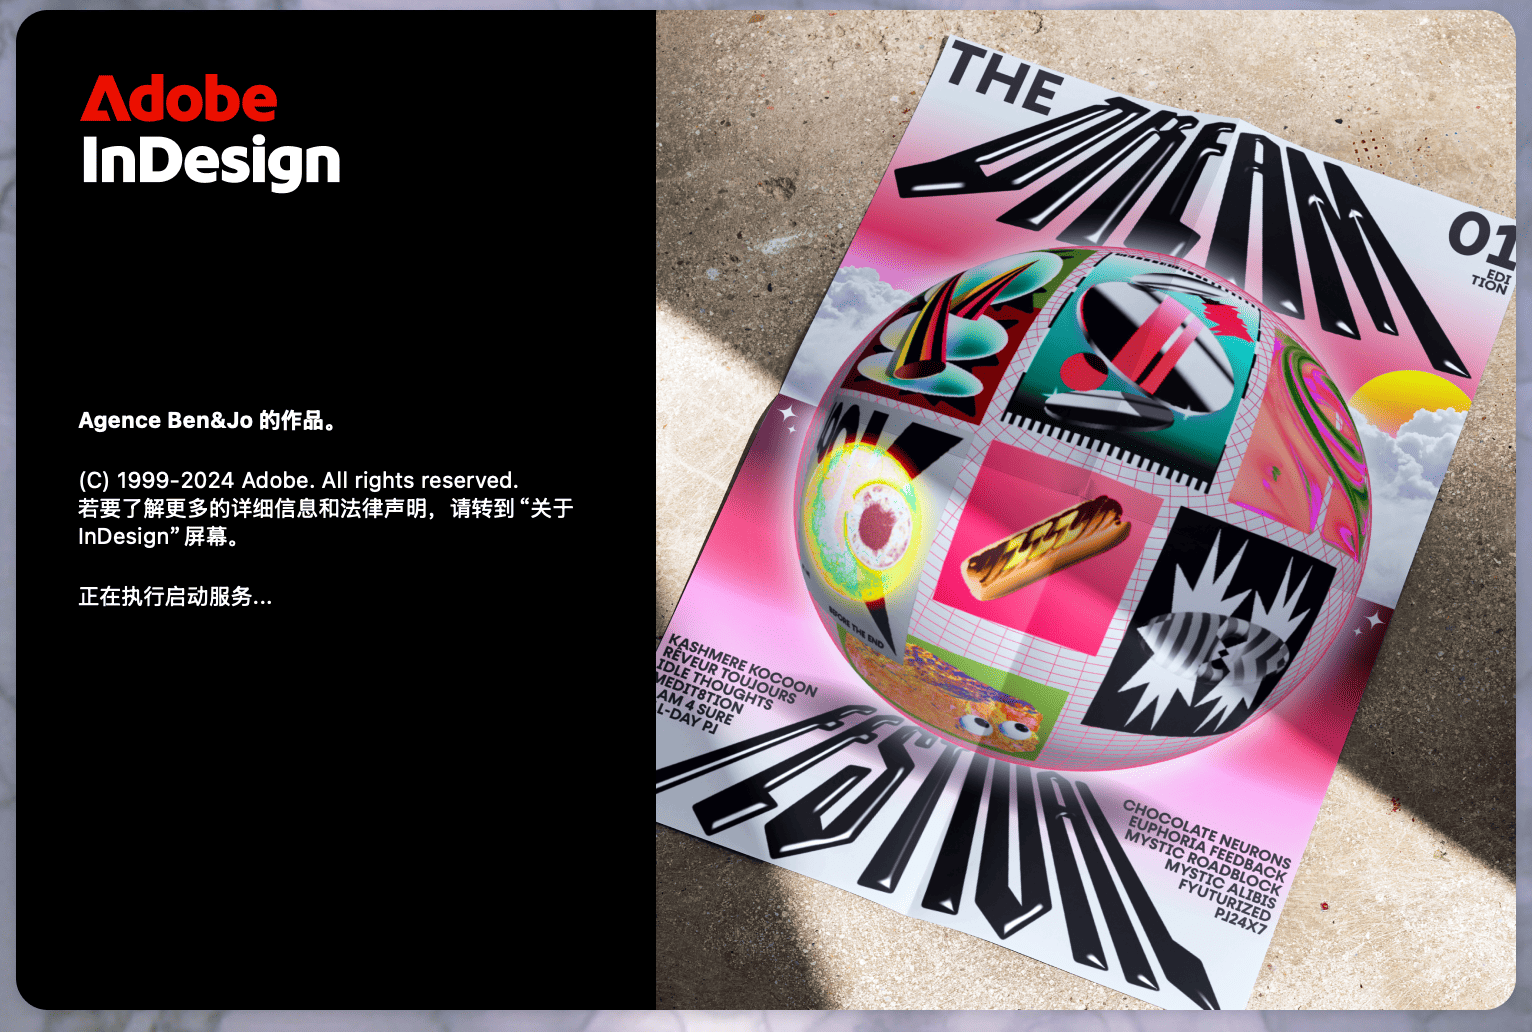 Adobe
InDesign
Agence Ben&Jo 的作品。
(C) 1999-2024 Adobe. All rights reserved.
若要了解更多的详细信息和法律声明，请转到“关于
InDesign”屏幕。
正在执行启动服务...
THE
DREAM
01
EDI
TION
BEFORE THE END
KASHMERE KOCOON
RÊVEUR TOUJOURS
IDLE THOUGHTS
MEDIT8TION
AM 4 SURE
L-DAY PJ
FESTIVAL
CHOCOLATE NEURONS
EUPHORIA FEEDBACK
MYSTIC ROADBLOCK
MYSTIC ALIBIS
FYUTURIZED
PJ24X7